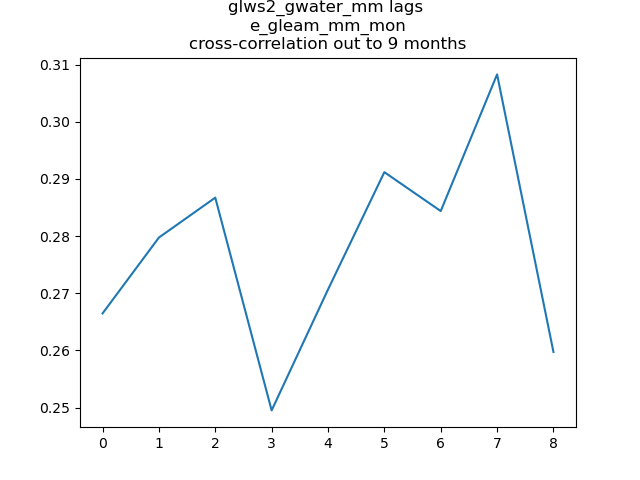 glws2_gwater_mm lags
e_gleam_mm_mon
cross-correlation out to 9 months
0.31
0.30
0.29
0.28
0.27
0.26
0.25
0 1 2 3 4 5 6 7 8